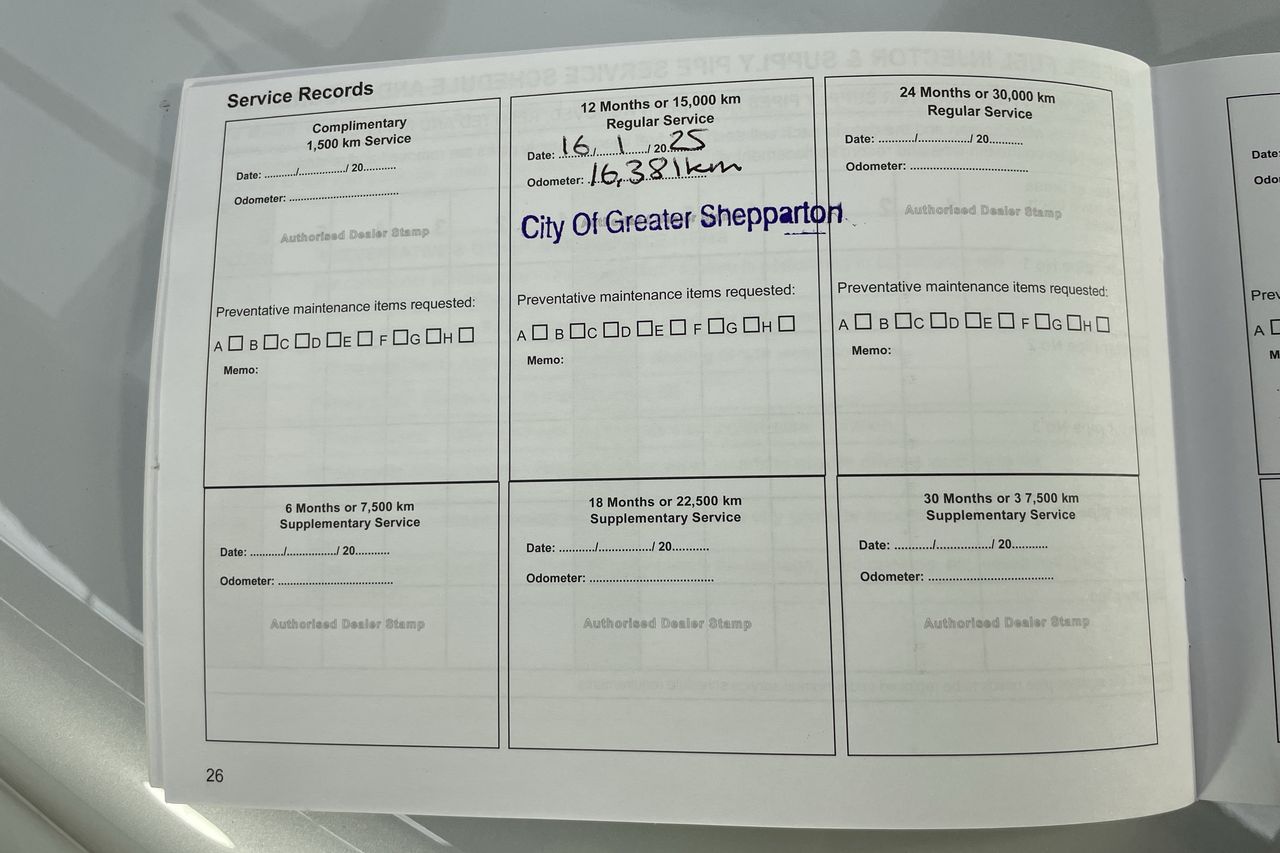 Service Records
Complimentary
1,500 km Service
Date: ........../.............../ 20...........
Odometer: ......................................
Authorised Dealer Stamp
Preventative maintenance items requested:
A ☐ B ☐ C ☐ D ☐ E ☐ F ☐ G ☐ H ☐
Memo:
12 Months or 15,000 km
Regular Service
Date: 16/ 1 / 20 25
Odometer: 16,381km
City Of Greater Shepparton
Preventative maintenance items requested:
A ☐ B ☐ C ☐ D ☐ E ☐ F ☐ G ☐ H ☐
Memo:
24 Months or 30,000 km
Regular Service
Date: ............/.............../ 20...........
Odometer: ......................................
Authorised Dealer Stamp
Preventative maintenance items requested:
A ☐ B ☐ C ☐ D ☐ E ☐ F ☐ G ☐ H ☐
Memo:
6 Months or 7,500 km
Supplementary Service
Date: ........../.............../ 20...........
Odometer: ......................................
Authorised Dealer Stamp
18 Months or 22,500 km
Supplementary Service
Date: ............/................/ 20...........
Odometer: ......................................
Authorised Dealer Stamp
30 Months or 3 7,500 km
Supplementary Service
Date: ............/................./ 20...........
Odometer: ......................................
Authorised Dealer Stamp
26
Date:
A ☐